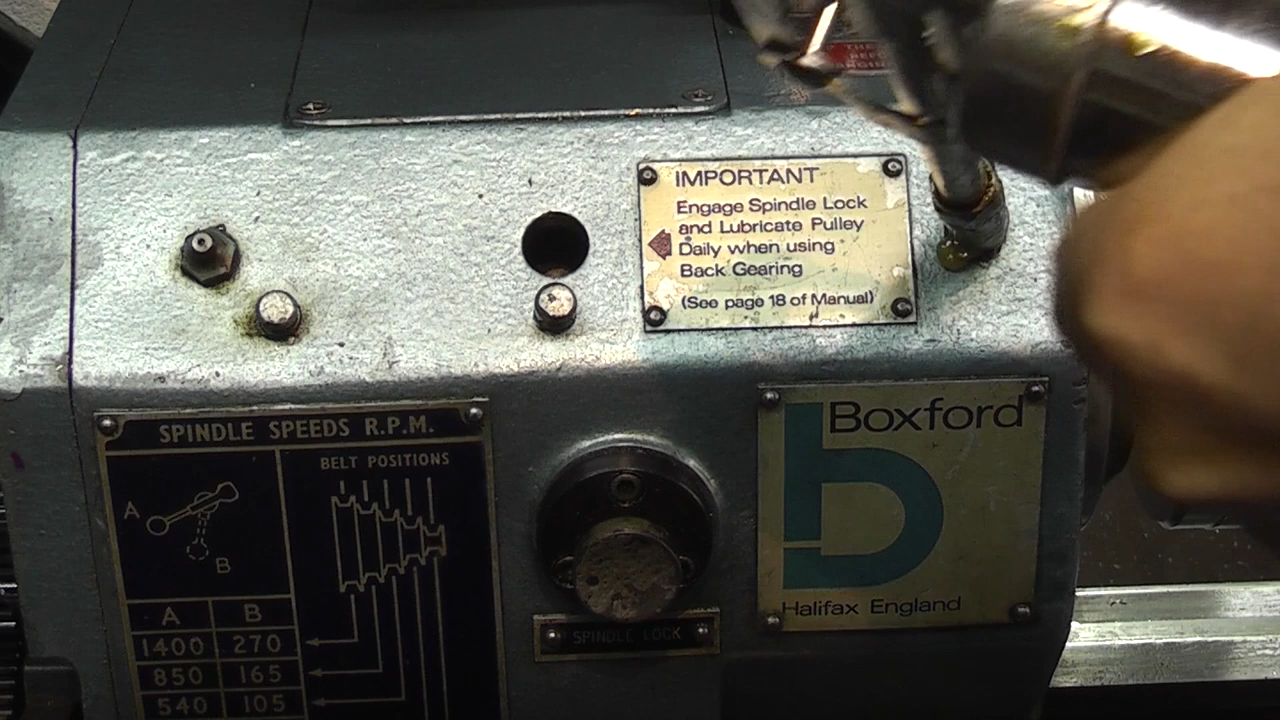 IMPORTANT
Engage Spindle Lock
and Lubricate Pulley
Daily when using
Back Gearing
(See page 18 of Manual)
SPINDLE SPEEDS R.P.M.
BELT POSITIONS
A
B
A B
1400 270
850 165
540 105
SPINDLE LOCK
Boxford
b
Halifax England